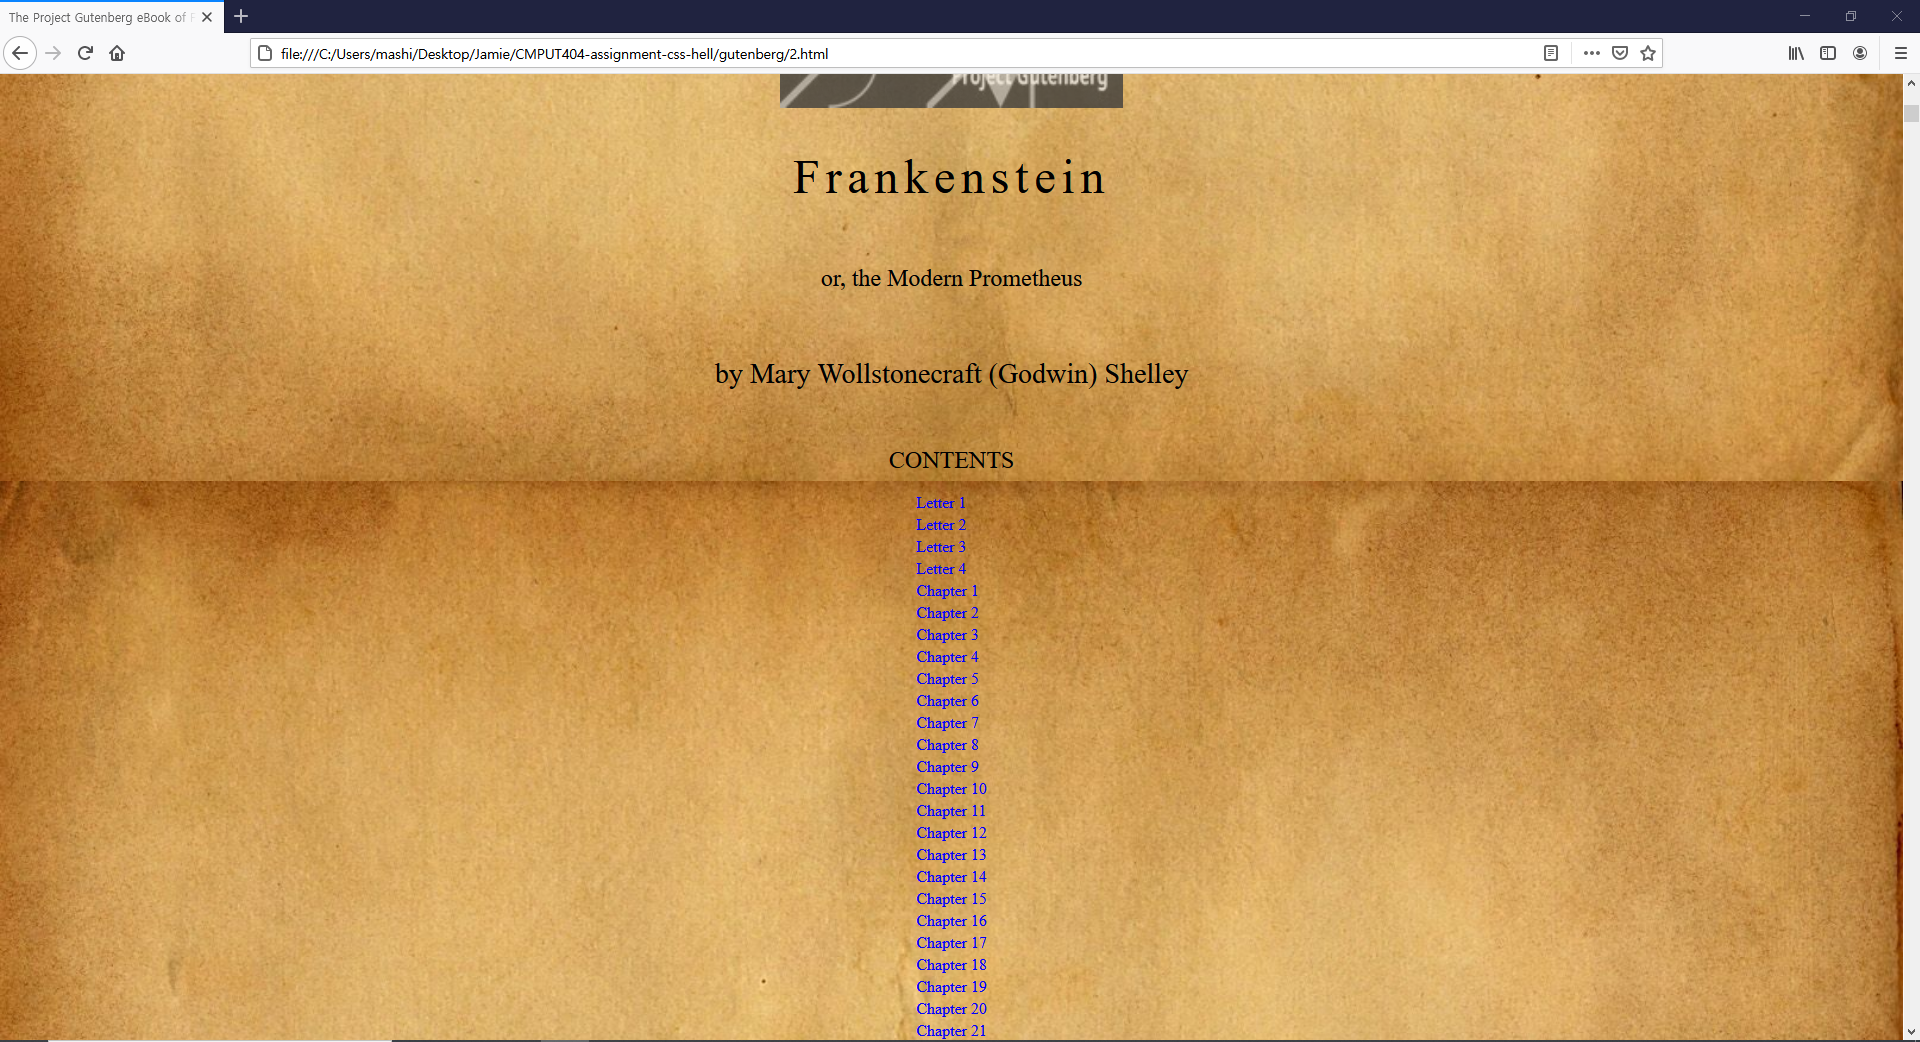 The Project Gutenberg eBook of F
file:///C:/Users/mashi/Desktop/Jamie/CMPUT404-assignment-css-hell/gutenberg/2.html
Project Gutenberg
Frankenstein
or, the Modern Prometheus
by Mary Wollstonecraft (Godwin) Shelley
CONTENTS
Letter 1
Letter 2
Letter 3
Letter 4
Chapter 1
Chapter 2
Chapter 3
Chapter 4
Chapter 5
Chapter 6
Chapter 7
Chapter 8
Chapter 9
Chapter 10
Chapter 11
Chapter 12
Chapter 13
Chapter 14
Chapter 15
Chapter 16
Chapter 17
Chapter 18
Chapter 19
Chapter 20
Chapter 21